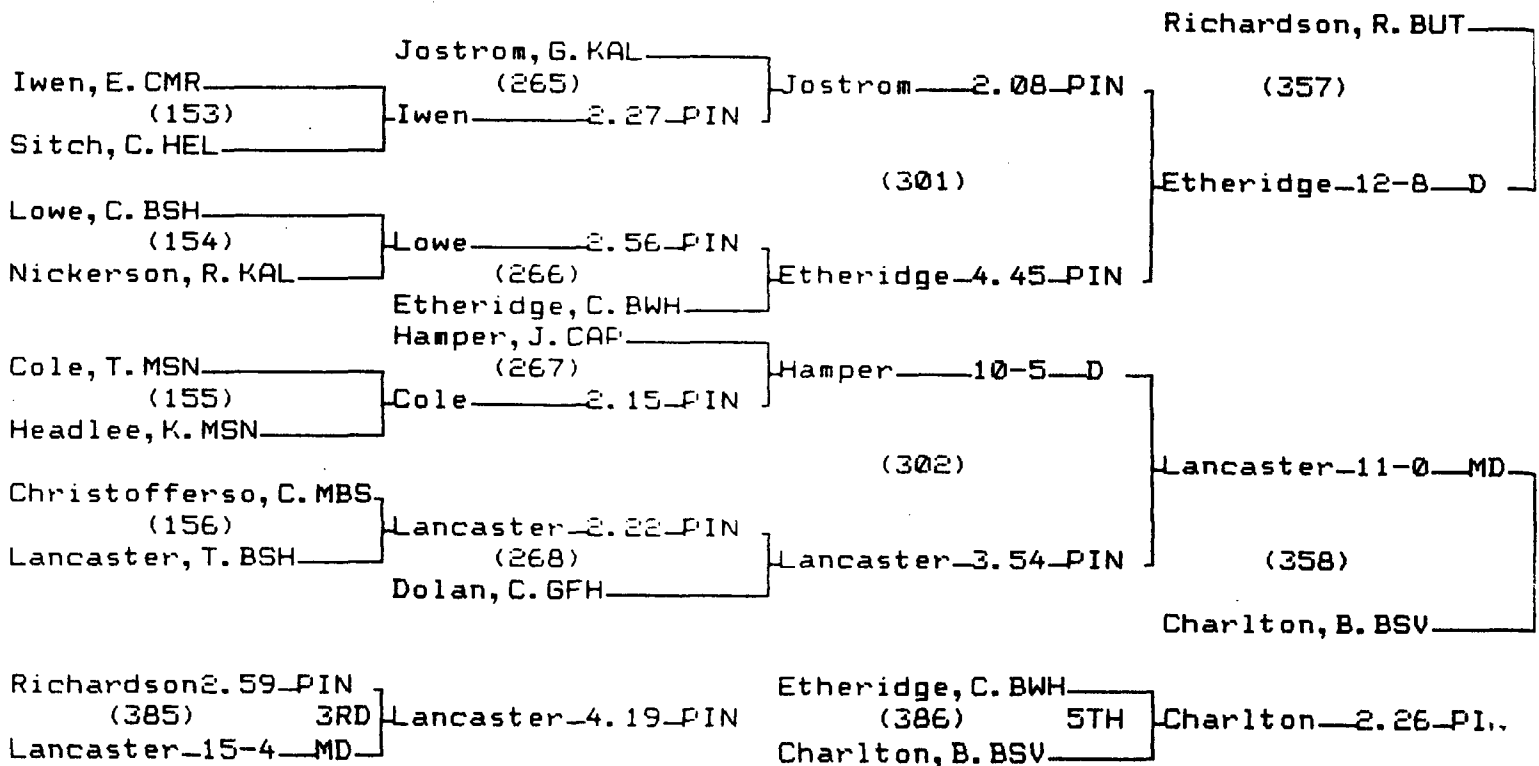 Richardson, R. BUT
Jostrom, G. KAL
Iwen, E. CMR (265) Jostrom 2.08 PIN (357)
(153) Iwen 2.27 PIN
Sitch, C. HEL
(301) Etheridge 12-8 D
Lowe, C. BSH
(154) Lowe 2.56 PIN
Nickerson, R. KAL (266) Etheridge 4.45 PIN
Etheridge, C. BWH
Hamper, J. CAP
Cole, T. MSN (267) Hamper 10-5 D
(155) Cole 2.15 PIN
Headlee, K. MSN
(302) Lancaster 11-0 MD
Christofferso, C. MBS
(156) Lancaster 2.22 PIN
Lancaster, T. BSH (268) Lancaster 3.54 PIN (358)
Dolan, C. GFH
Charlton, B. BSV
Richardson 2.59 PIN Etheridge, C. BWH
(385) 3RD Lancaster 4.19 PIN (386) 5TH Charlton 2.26
Lancaster 15-4 MD Charlton, B. BSV